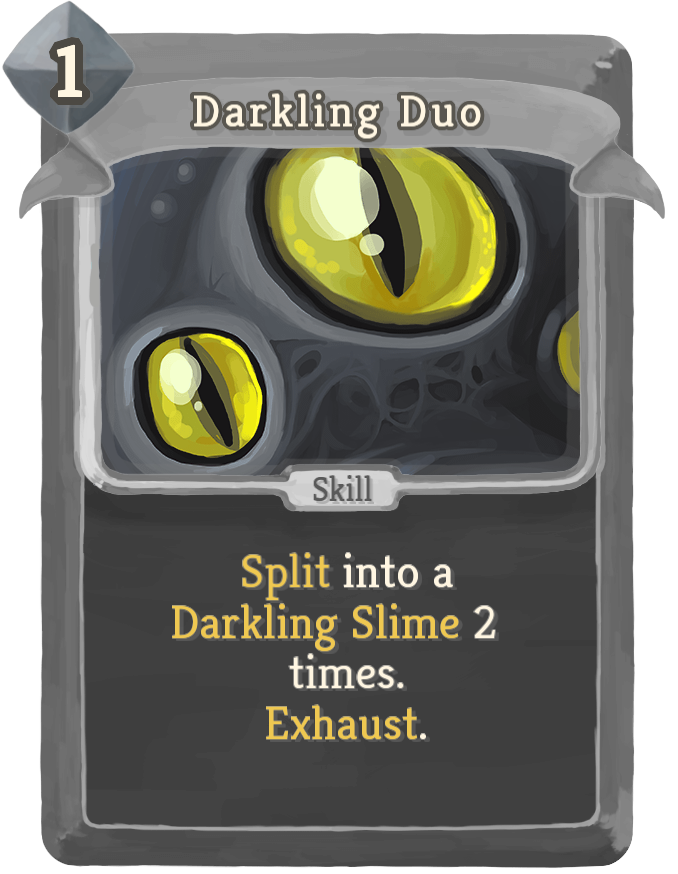 1
Darkling Duo
Skill
Split into a
Darkling Slime 2
times.
Exhaust.